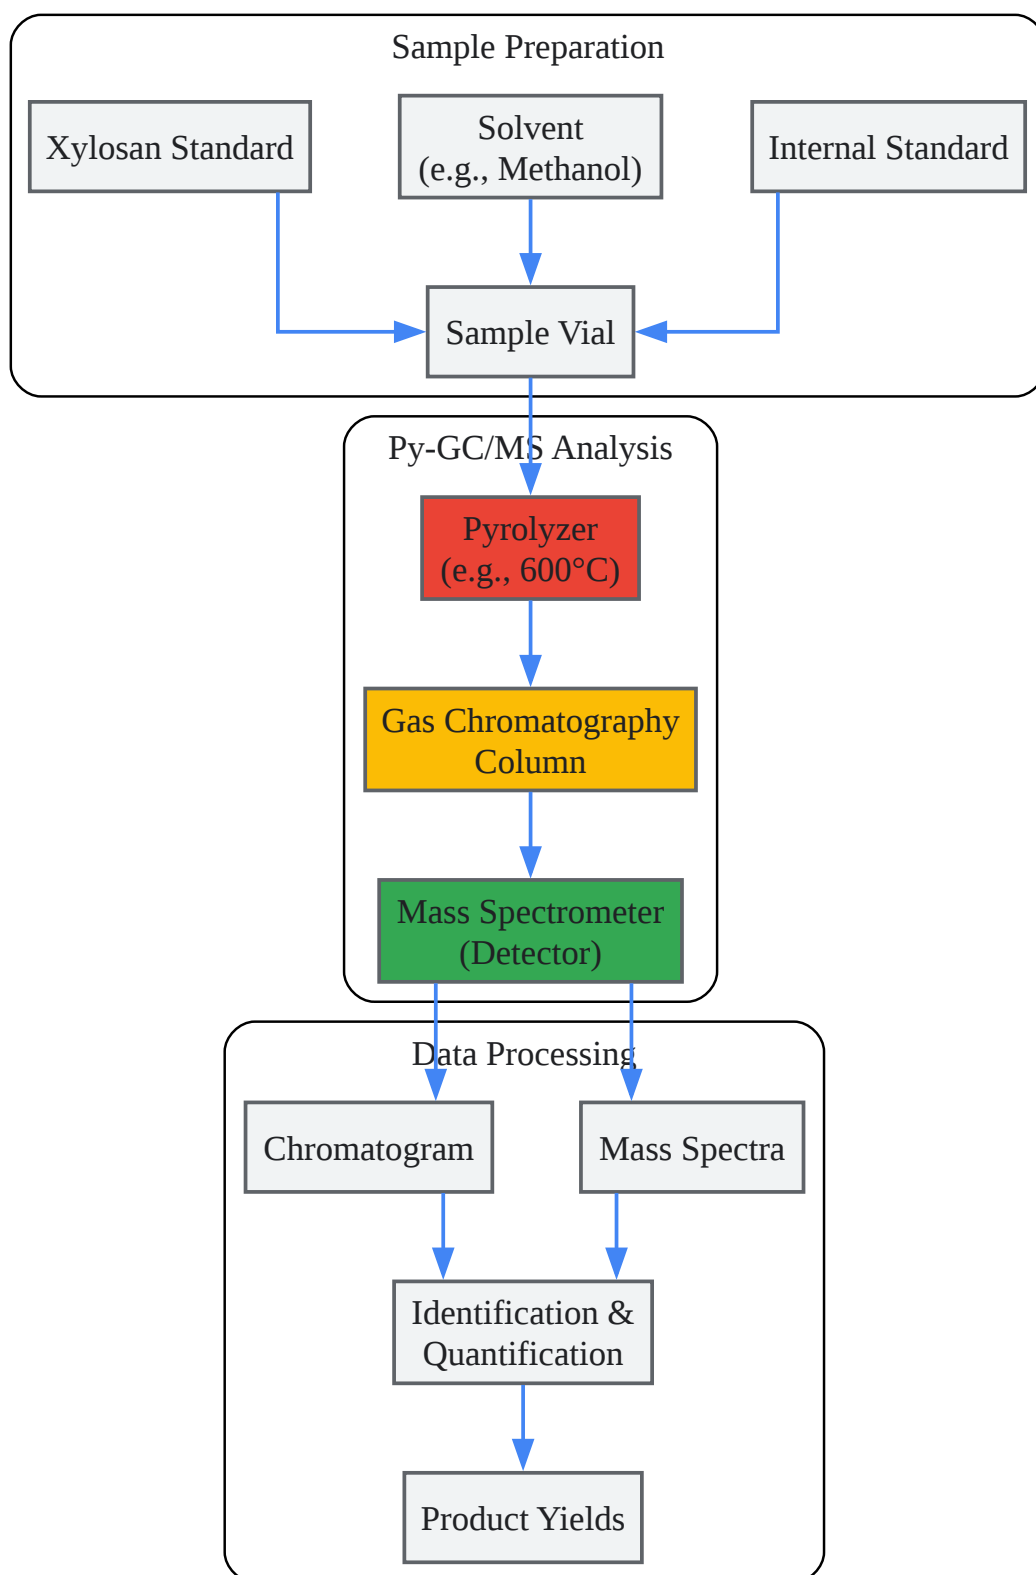 Sample Preparation
Xylosan Standard
Solvent
(e.g., Methanol)
Internal Standard
Sample Vial
Py-GC/MS Analysis
Pyrolyzer
(e.g., 600°C)
Gas Chromatography
Column
Mass Spectrometer
(Detector)
Data Processing
Chromatogram
Mass Spectra
Identification &
Quantification
Product Yields